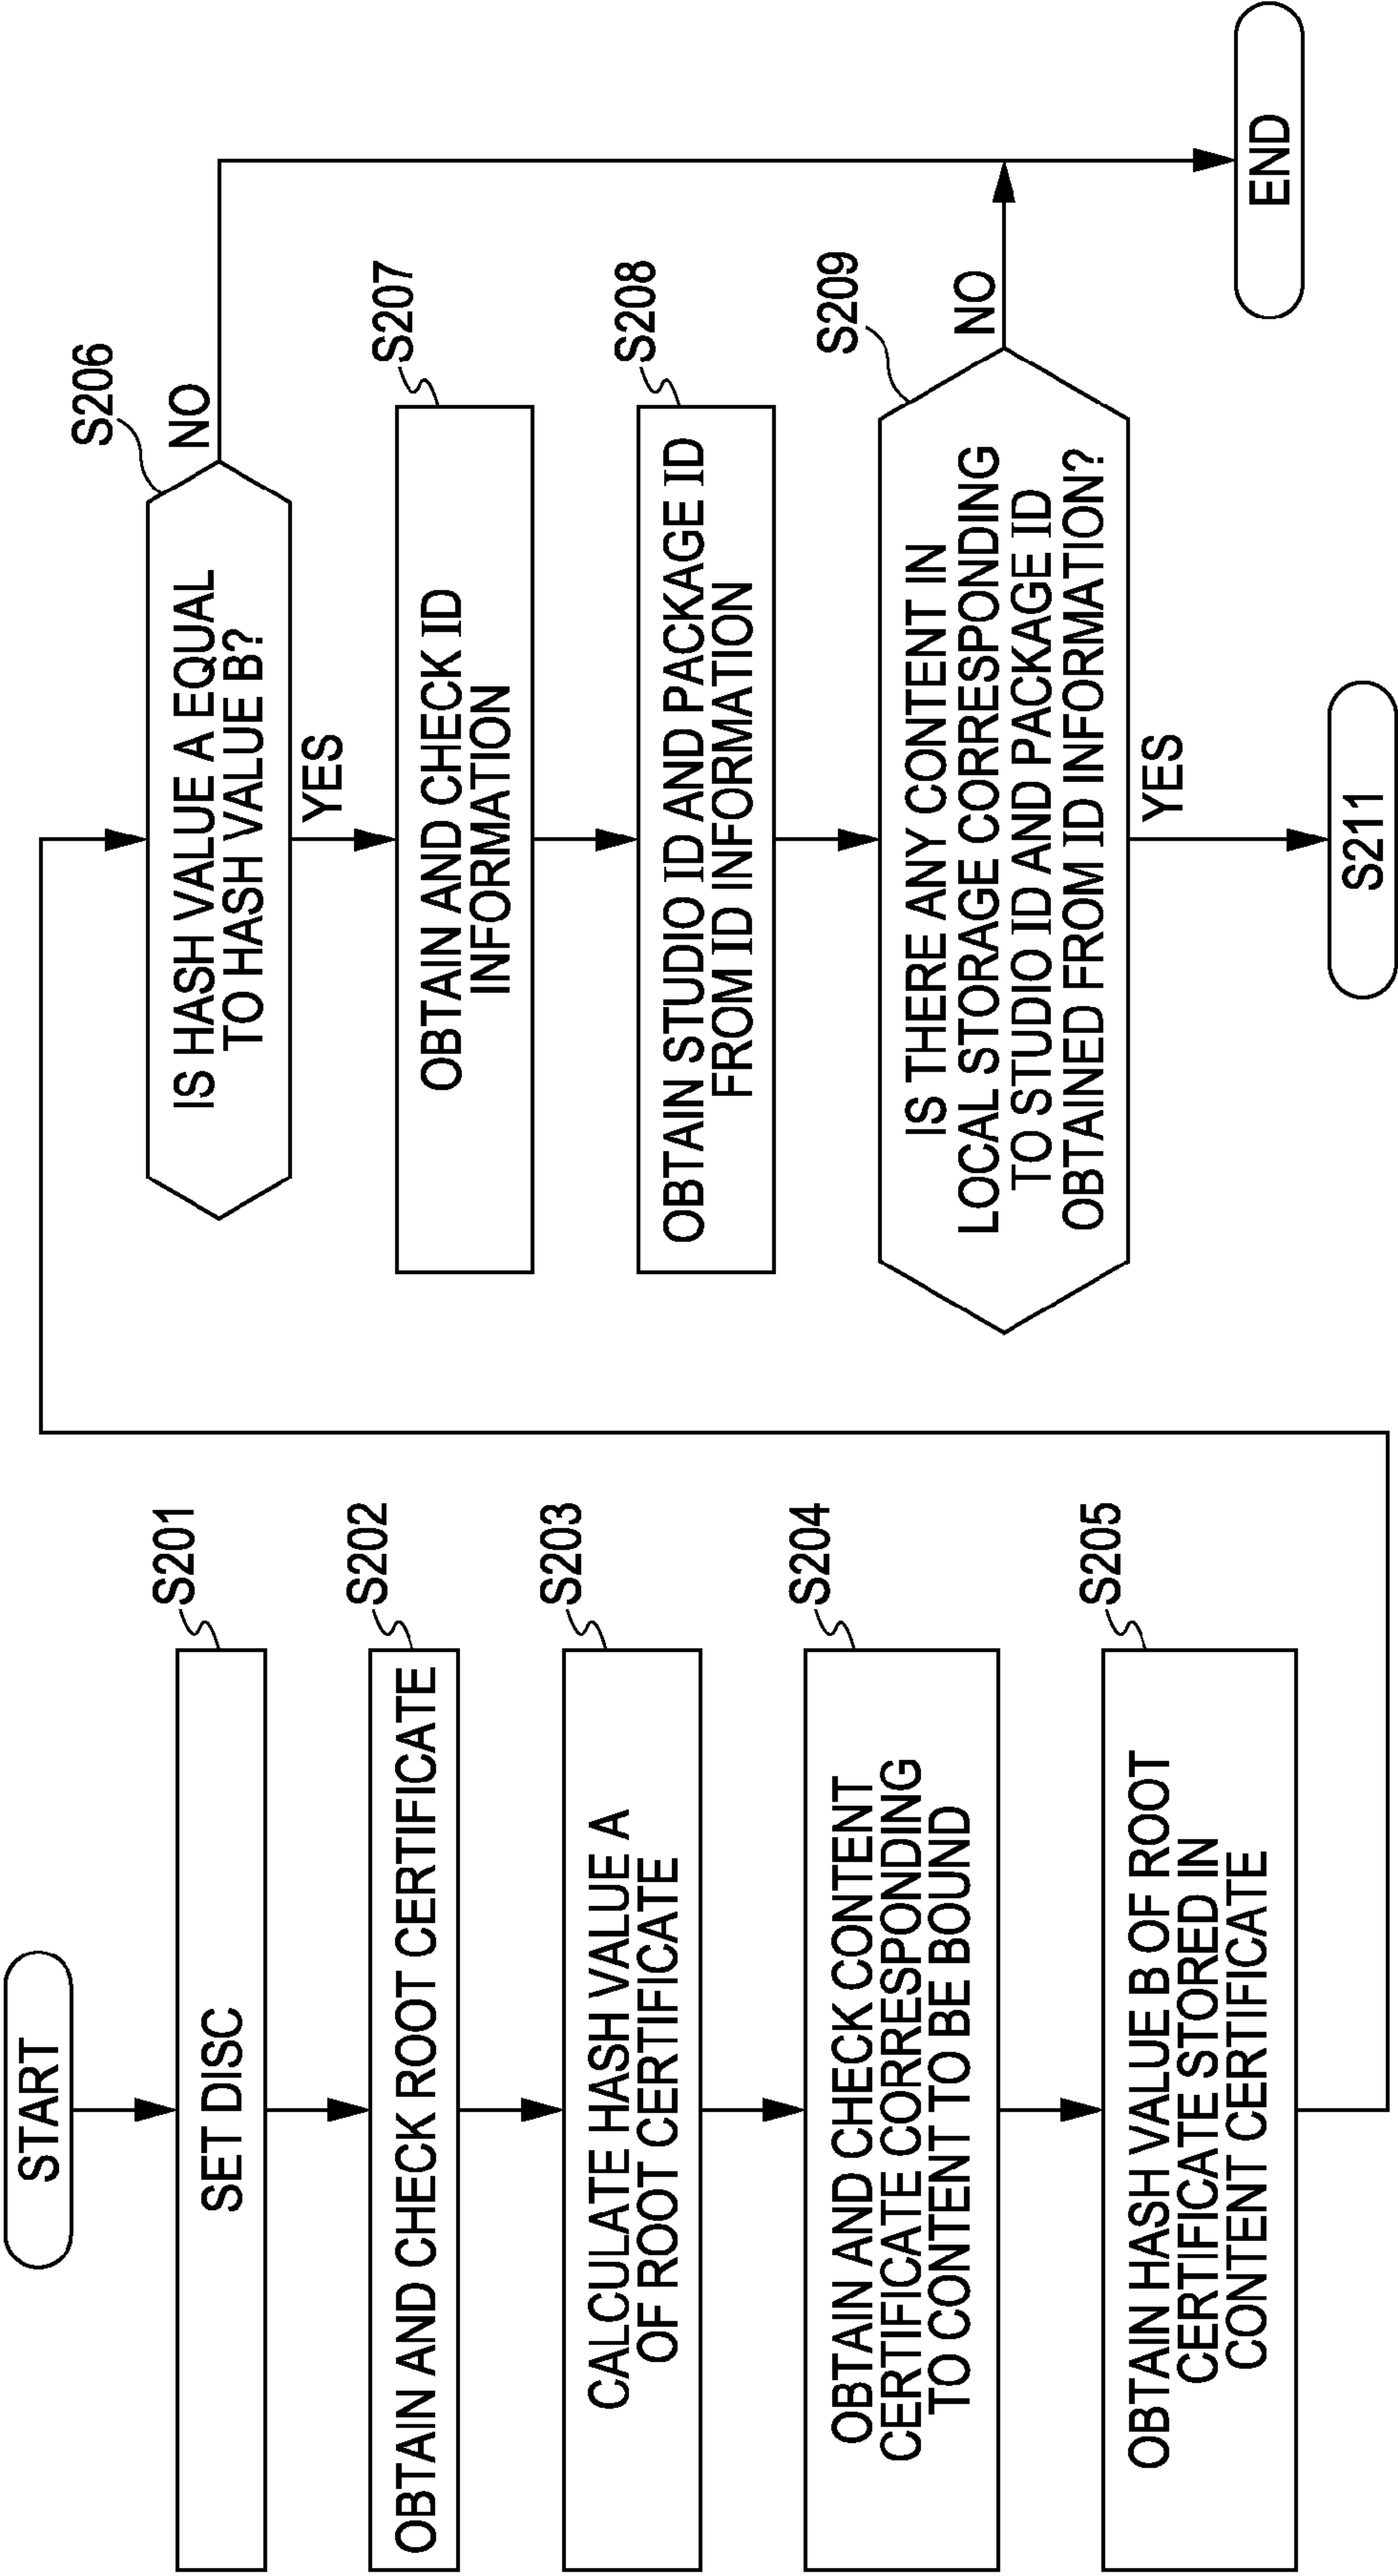 START
S201
SET DISC
S202
OBTAIN AND CHECK ROOT CERTIFICATE
S203
CALCULATE HASH VALUE A
OF ROOT CERTIFICATE
S204
OBTAIN AND CHECK CONTENT
CERTIFICATE CORRESPONDING
TO CONTENT TO BE BOUND
S205
OBTAIN HASH VALUE B OF ROOT
CERTIFICATE STORED IN
CONTENT CERTIFICATE
S206
IS HASH VALUE A EQUAL
TO HASH VALUE B?
NO
YES
S207
OBTAIN AND CHECK ID
INFORMATION
S208
OBTAIN STUDIO ID AND PACKAGE ID
FROM ID INFORMATION
S209
IS THERE ANY CONTENT IN
LOCAL STORAGE CORRESPONDING
TO STUDIO ID AND PACKAGE ID
OBTAINED FROM ID INFORMATION?
NO
YES
END
S211